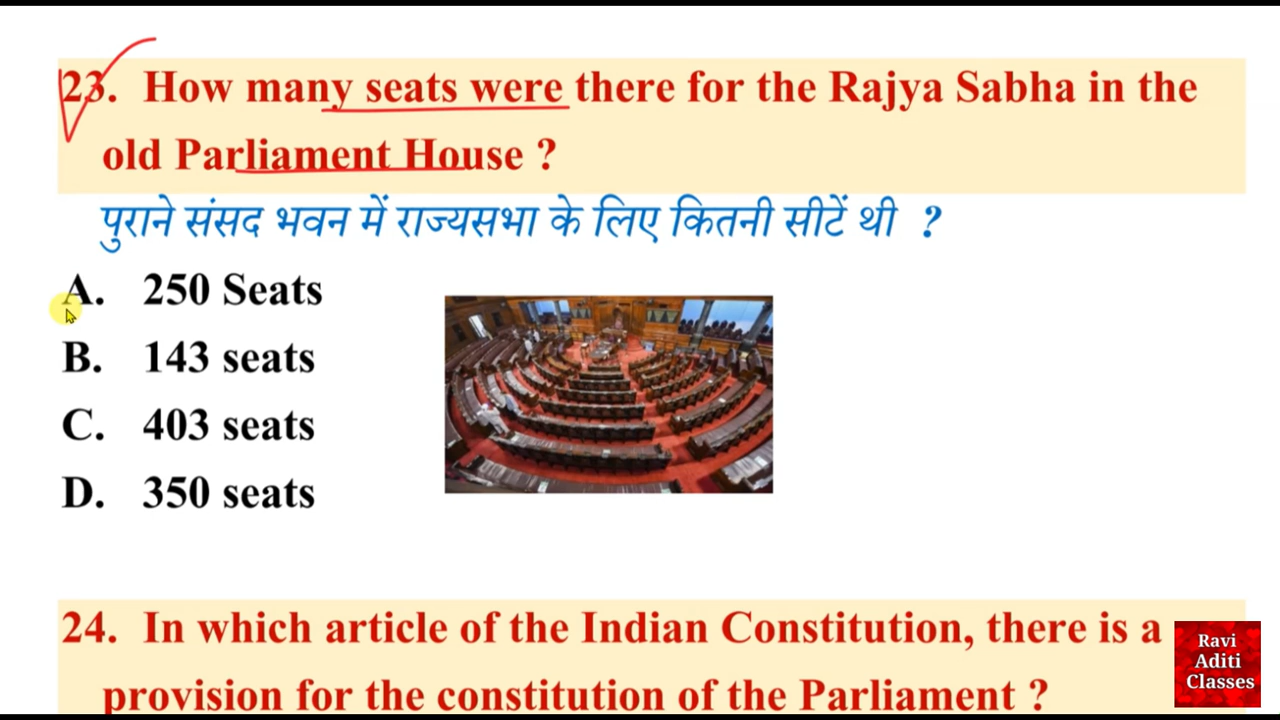 23. How many seats were there for the Rajya Sabha in the
old Parliament House ?
पुराने संसद भवन में राज्यसभा के लिए कितनी सीटें थी ?
A. 250 Seats
B. 143 seats
C. 403 seats
D. 350 seats
24. In which article of the Indian Constitution, there is a
provision for the constitution of the Parliament ?
Ravi
Aditi
Classes